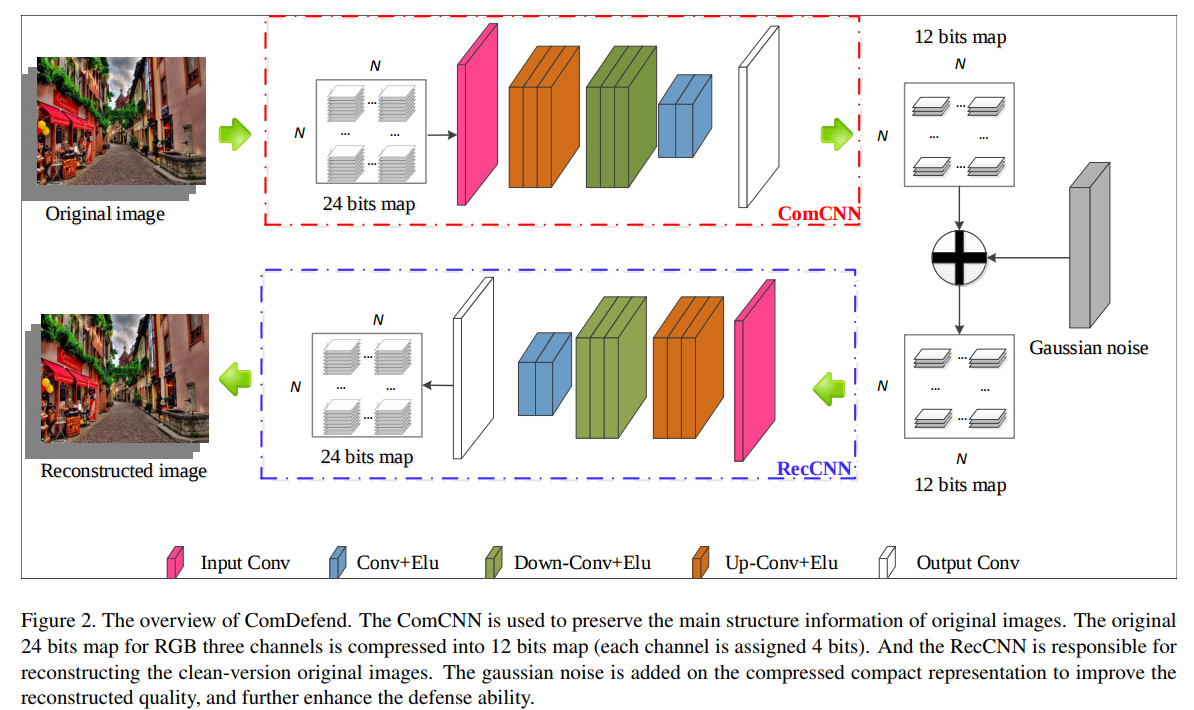 12 bits map
N
N
N
N
24 bits map
ComCNN
...
...
...
...
...
...
...
...
Original image
Gaussian noise
N
N
N
N
24 bits map
RecCNN
12 bits map
...
...
...
...
...
...
...
...
Reconstructed image
Input Conv
Conv+Elu
Down-Conv+Elu
Up-Conv+Elu
Output Conv
Figure 2. The overview of ComDefend. The ComCNN is used to preserve the main structure information of original images. The original
24 bits map for RGB three channels is compressed into 12 bits map (each channel is assigned 4 bits). And the RecCNN is responsible for
reconstructing the clean-version original images. The gaussian noise is added on the compressed compact representation to improve the
reconstructed quality, and further enhance the defense ability.